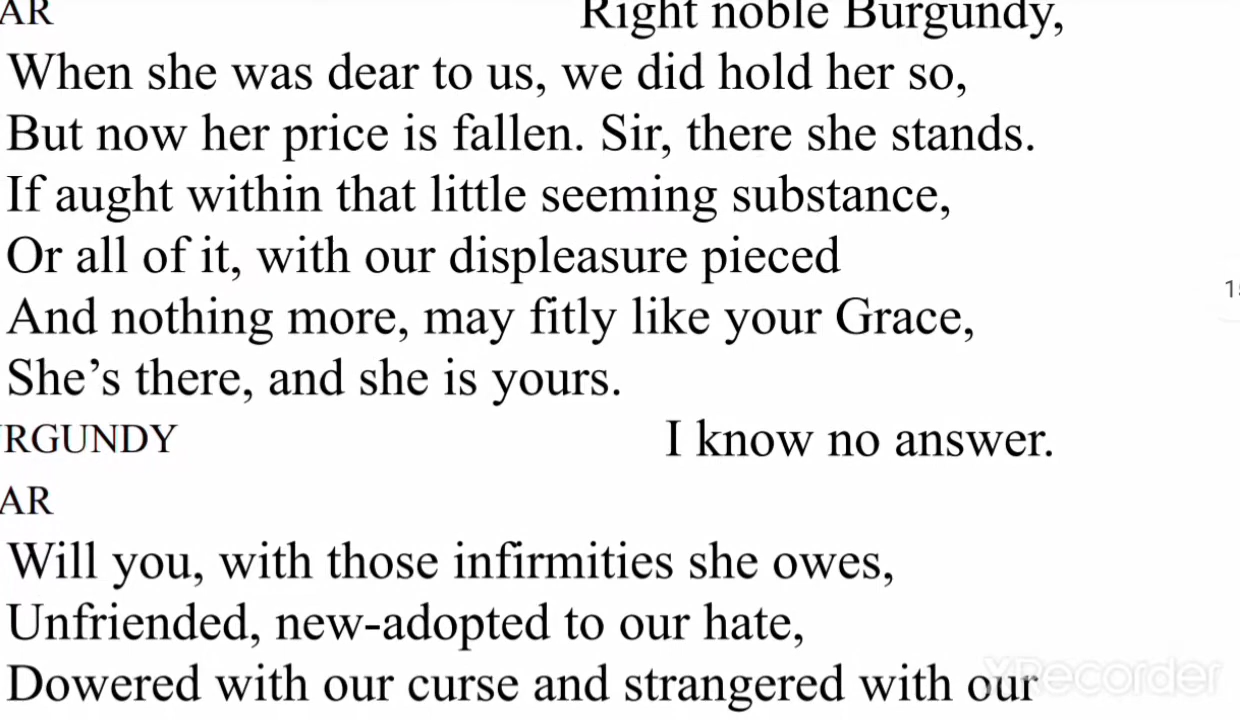 AR Right noble Burgundy,
When she was dear to us, we did hold her so,
But now her price is fallen. Sir, there she stands.
If aught within that little seeming substance,
Or all of it, with our displeasure pieced
And nothing more, may fitly like your Grace,
She’s there, and she is yours.
RGUNDY I know no answer.
AR
Will you, with those infirmities she owes,
Unfriended, new-adopted to our hate,
Dowered with our curse and strangered with our
XRecorder